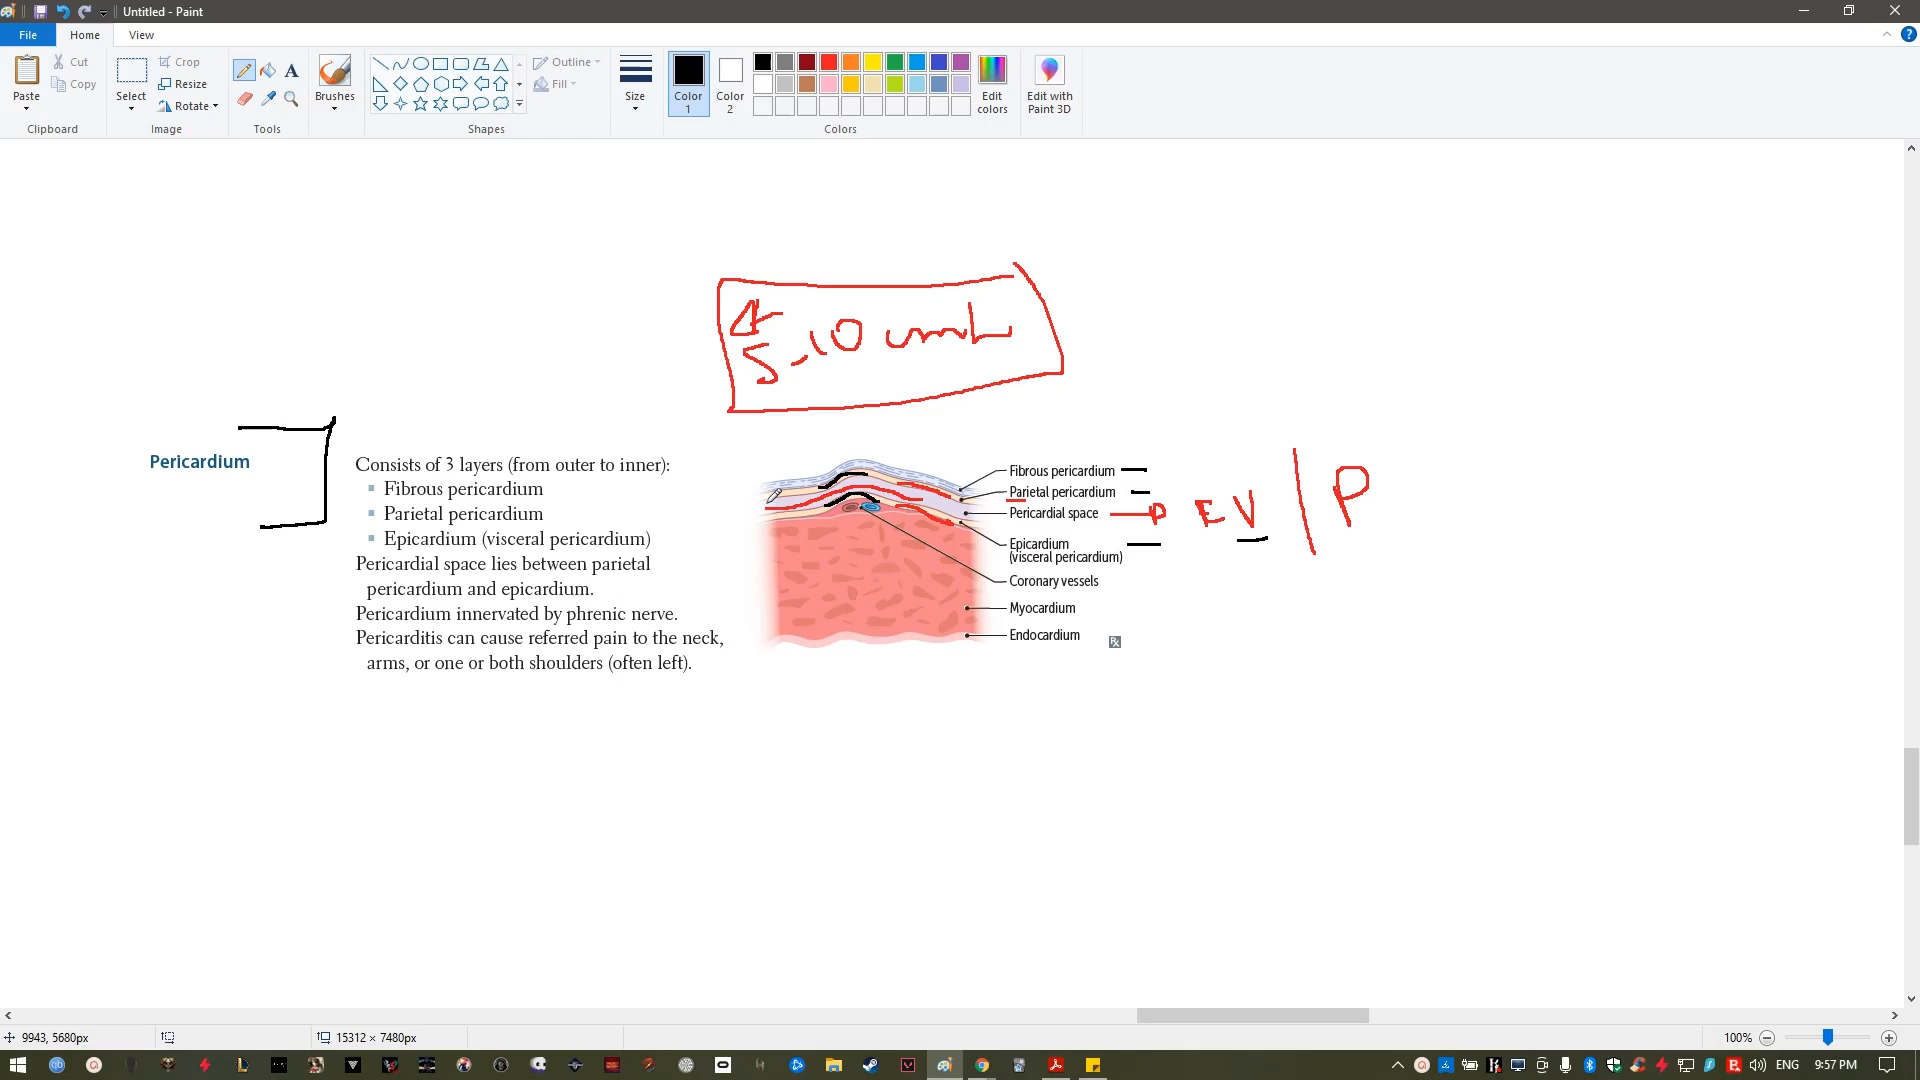 Untitled - Paint
File
Home
View
Paste
Cut
Copy
Clipboard
Select
Crop
Resize
Rotate
Image
Tools
Brushes
Shapes
Outline
Fill
Size
Color 1
Color 2
Edit colors
Colors
Edit with Paint 3D
Pericardium
Consists of 3 layers (from outer to inner):
Fibrous pericardium
Parietal pericardium
Epicardium (visceral pericardium)
Pericardial space lies between parietal
pericardium and epicardium.
Pericardium innervated by phrenic nerve.
Pericarditis can cause referred pain to the neck,
arms, or one or both shoulders (often left).
Fibrous pericardium
Parietal pericardium
Pericardial space
Epicardium
(visceral pericardium)
Coronary vessels
Myocardium
Endocardium
Rx
EV / P
9943, 5680px
15312 × 7480px
100%
ENG
9:57 PM